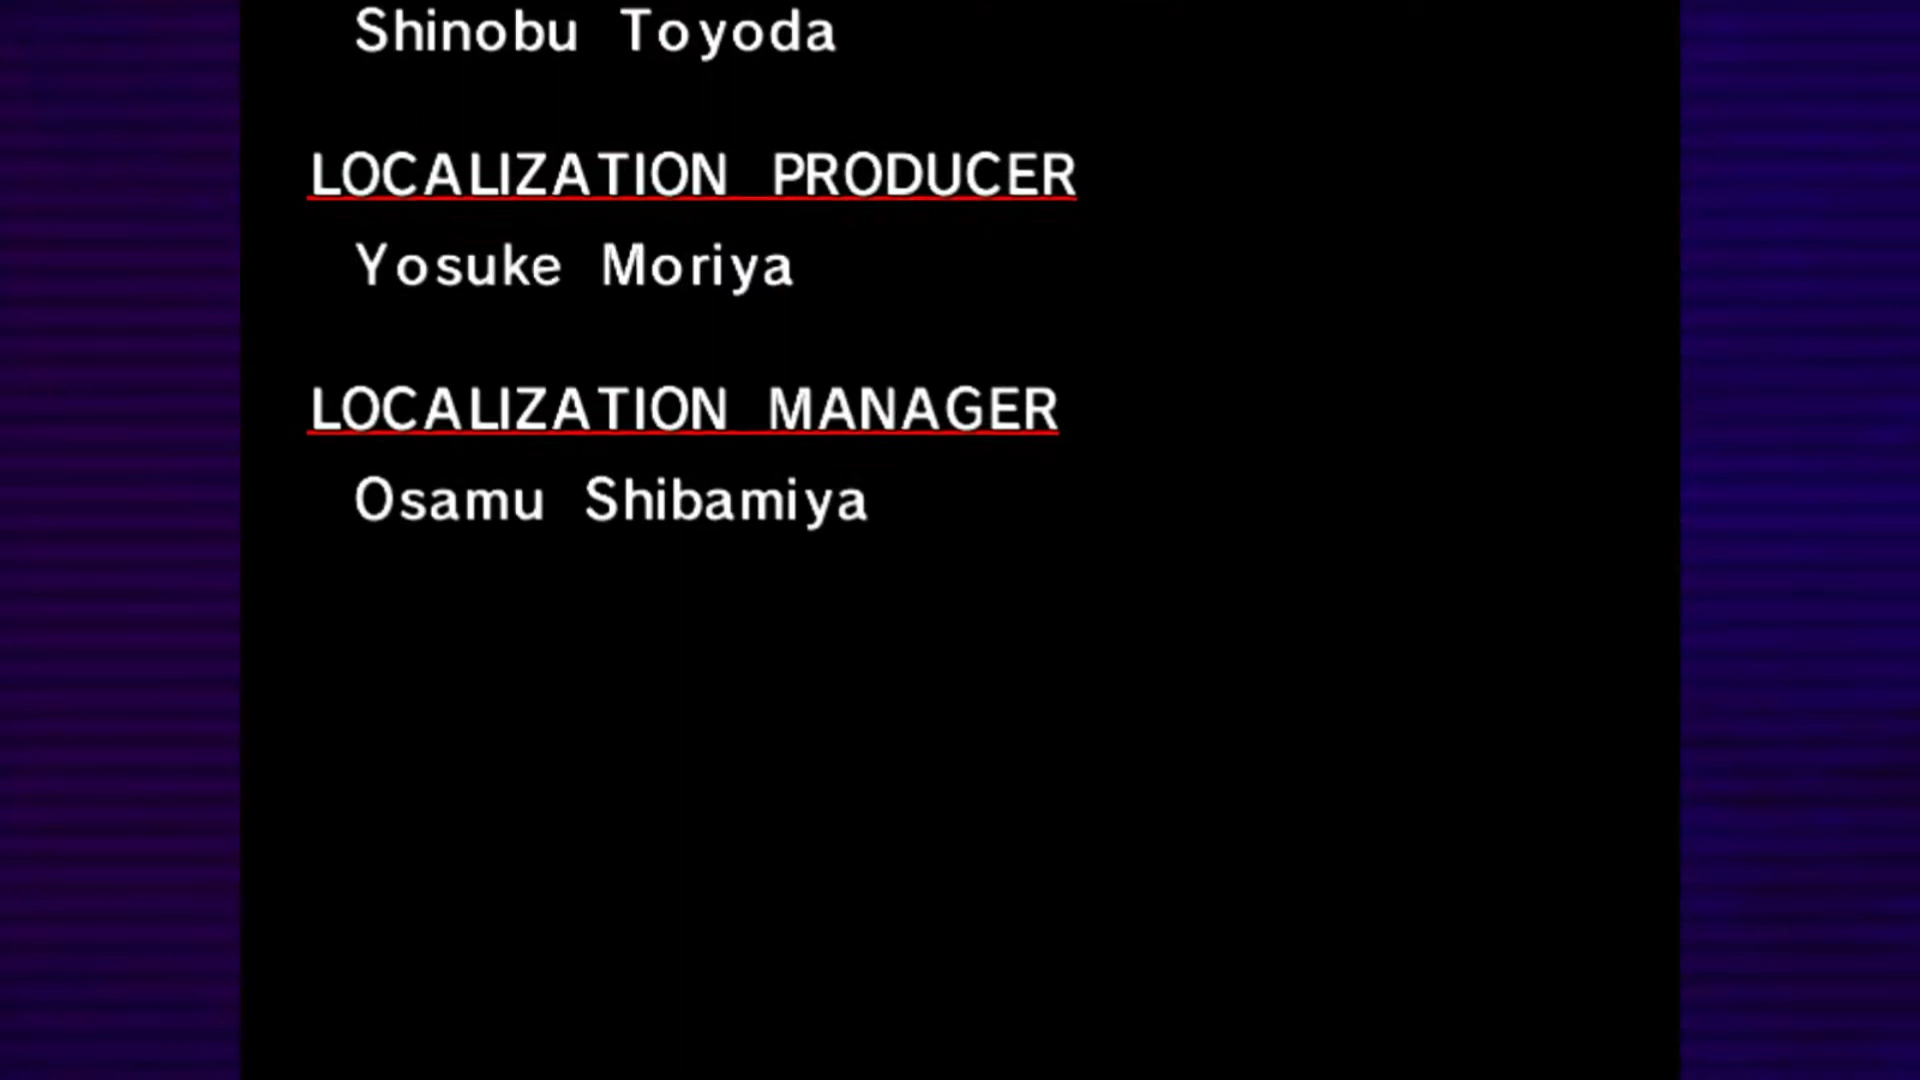 Shinobu Toyoda
LOCALIZATION PRODUCER
Yosuke Moriya
LOCALIZATION MANAGER
Osamu Shibamiya